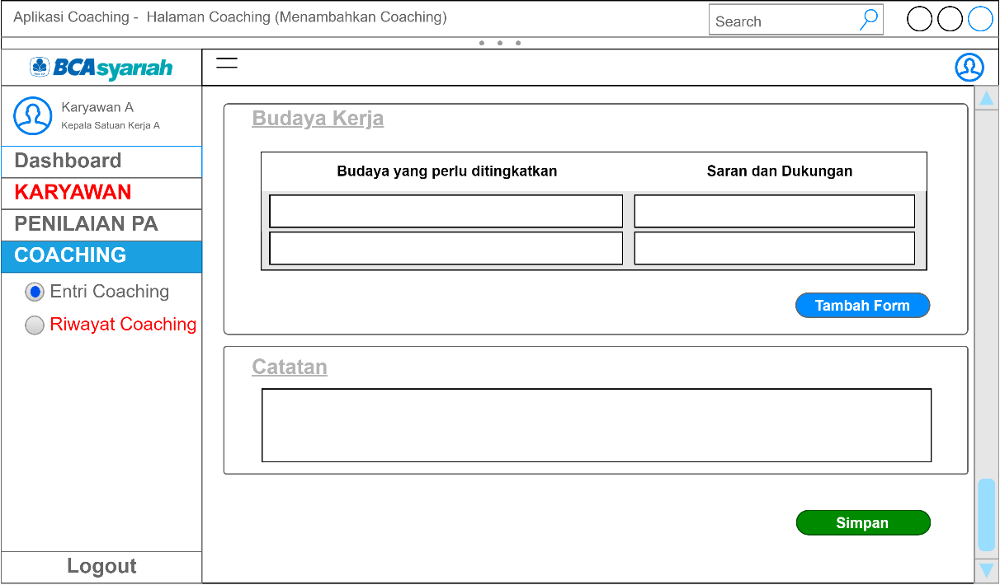 Aplikasi Coaching - Halaman Coaching (Menambahkan Coaching)
Search
BCAsyariah
Karyawan A
Kepala Satuan Kerja A
Dashboard
KARYAWAN
PENILAIAN PA
COACHING
Entri Coaching
Riwayat Coaching
Logout
Budaya Kerja
Budaya yang perlu ditingkatkan
Saran dan Dukungan
Tambah Form
Catatan
Simpan